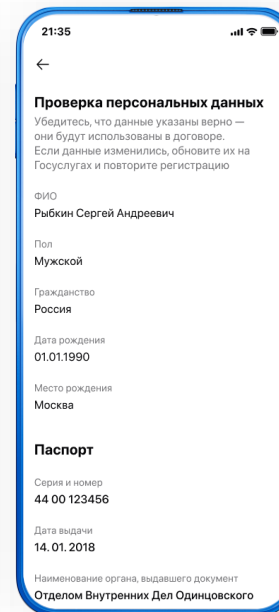 21:35
Проверка персональных данных
Убедитесь, что данные указаны верно —
они будут использованы в договоре.
Если данные изменились, обновите их на
Госуслугах и повторите регистрацию
ФИО
Рыбкин Сергей Андреевич
Пол
Мужской
Гражданство
Россия
Дата рождения
01.01.1990
Место рождения
Москва
Паспорт
Серия и номер
44 00 123456
Дата выдачи
14. 01. 2018
Наименование органа, выдавшего документ
Отделом Внутренних Дел Одинцовского